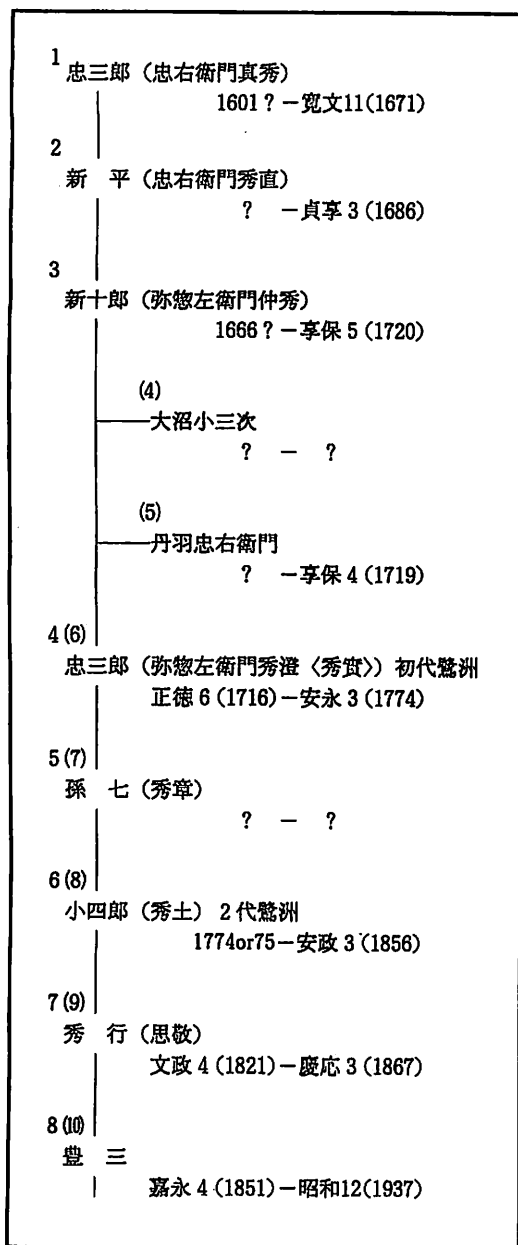 1
忠三郎（忠右衛門真秀）
1601？－寛文11(1671)
2
新　平（忠右衛門秀直）
？　－貞享3(1686)
3
新十郎（弥惣左衛門仲秀）
1666？－享保5(1720)
(4)
大沼小三次
？　－　？
(5)
丹羽忠右衛門
？　－享保4(1719)
4(6)
忠三郎（弥惣左衛門秀澄〈秀實〉）初代鷺洲
正徳6(1716)－安永3(1774)
5(7)
孫　七（秀章）
？　－　？
6(8)
小四郎（秀土）2代鷺洲
1774or75－安政3(1856)
7(9)
秀　行（思敬）
文政4(1821)－慶応3(1867)
8(10)
豊　三
嘉永4(1851)－昭和12(1937)